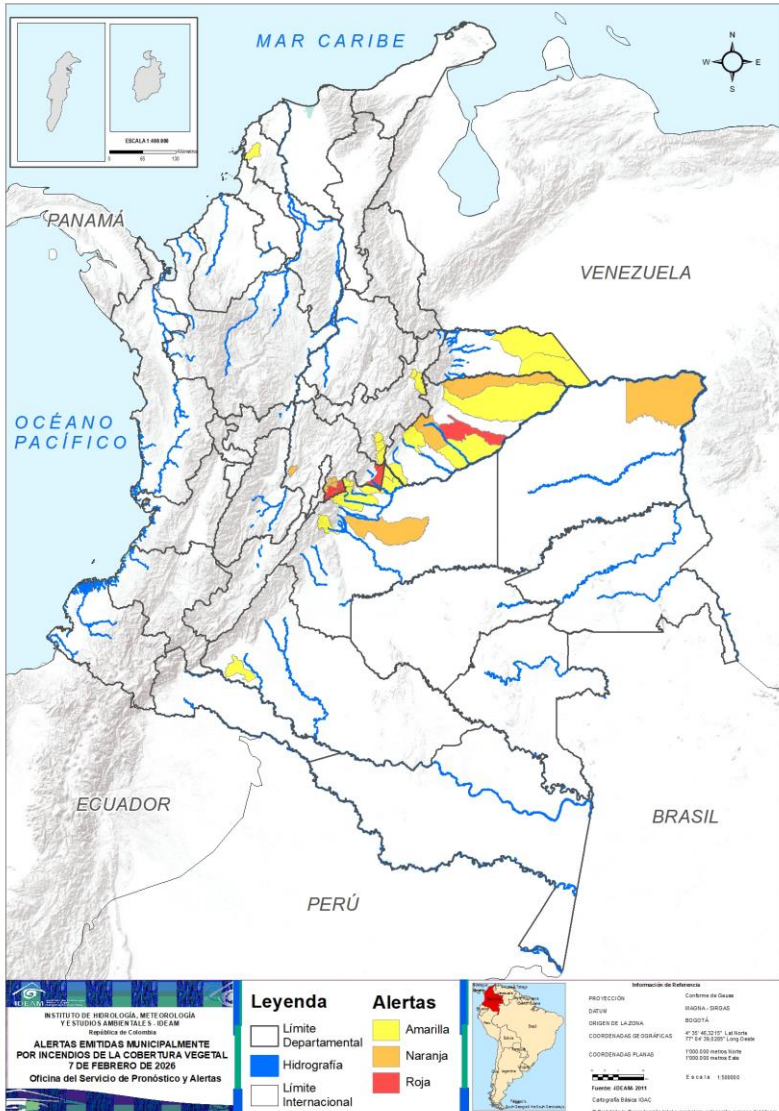 MAR CARIBE
N
W
E
S
ESCALA 1:400.000
PANAMÁ
VENEZUELA
OCÉANO
PACÍFICO
ECUADOR
BRASIL
PERÚ
IDEAM
INSTITUTO DE HIDROLOGÍA, METEOROLOGÍA
Y ESTUDIOS AMBIENTALES - IDEAM
República de Colombia
ALERTAS EMITIDAS MUNICIPALMENTE
POR INCENDIOS DE LA COBERTURA VEGETAL
7 DE FEBRERO DE 2026
Oficina del Servicio de Pronóstico y Alertas
Leyenda
Límite
Departamental
Hidrografía
Límite
Internacional
Alertas
Amarilla
Naranja
Roja
Información de Referencia
PROYECCIÓN Conforme de Gauss
DATUM MAGNA - SIRGAS
ORIGEN DE LA ZONA BOGOTÁ
COORDENADAS GEOGRÁFICAS
COORDENADAS PLANAS 1'000.000 metros Norte
1'000.000 metros Este
Fuente: IDEAM- 2011
Cartografía Básica IGAC